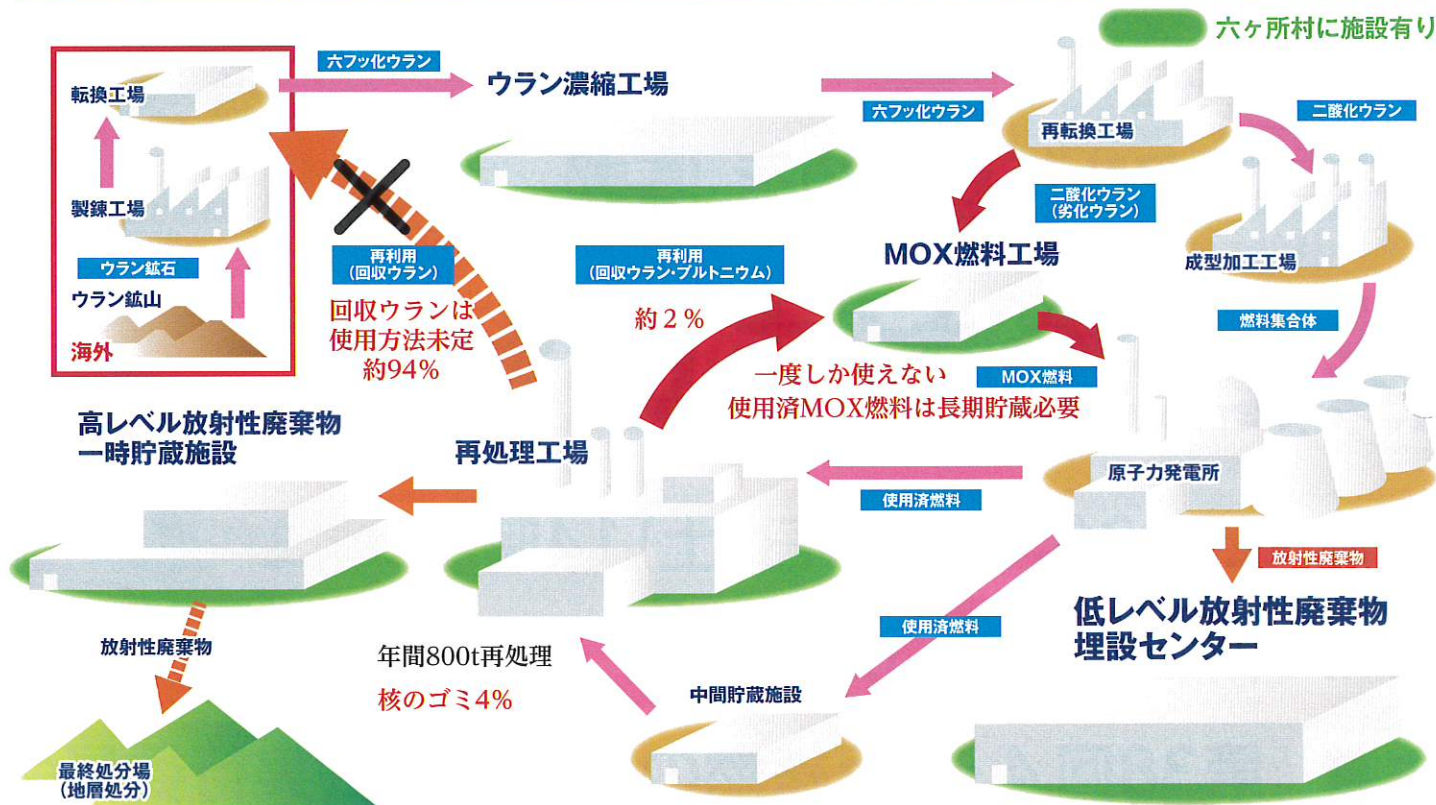 六ヶ所村に施設有り
転換工場
六フッ化ウラン
ウラン濃縮工場
六フッ化ウラン
再転換工場
二酸化ウラン
製錬工場
ウラン鉱石
ウラン鉱山
海外
再利用
(回収ウラン)
回収ウランは
使用方法未定
約94%
再利用
(回収ウラン・プルトニウム)
約2%
二酸化ウラン
(劣化ウラン)
MOX燃料工場
成型加工工場
燃料集合体
一度しか使えない
MOX燃料
使用済MOX燃料は長期貯蔵必要
高レベル放射性廃棄物
一時貯蔵施設
再処理工場
使用済燃料
原子力発電所
放射性廃棄物
低レベル放射性廃棄物
埋設センター
使用済燃料
放射性廃棄物
年間800t再処理
核のゴミ4%
中間貯蔵施設
最終処分場
(地層処分)